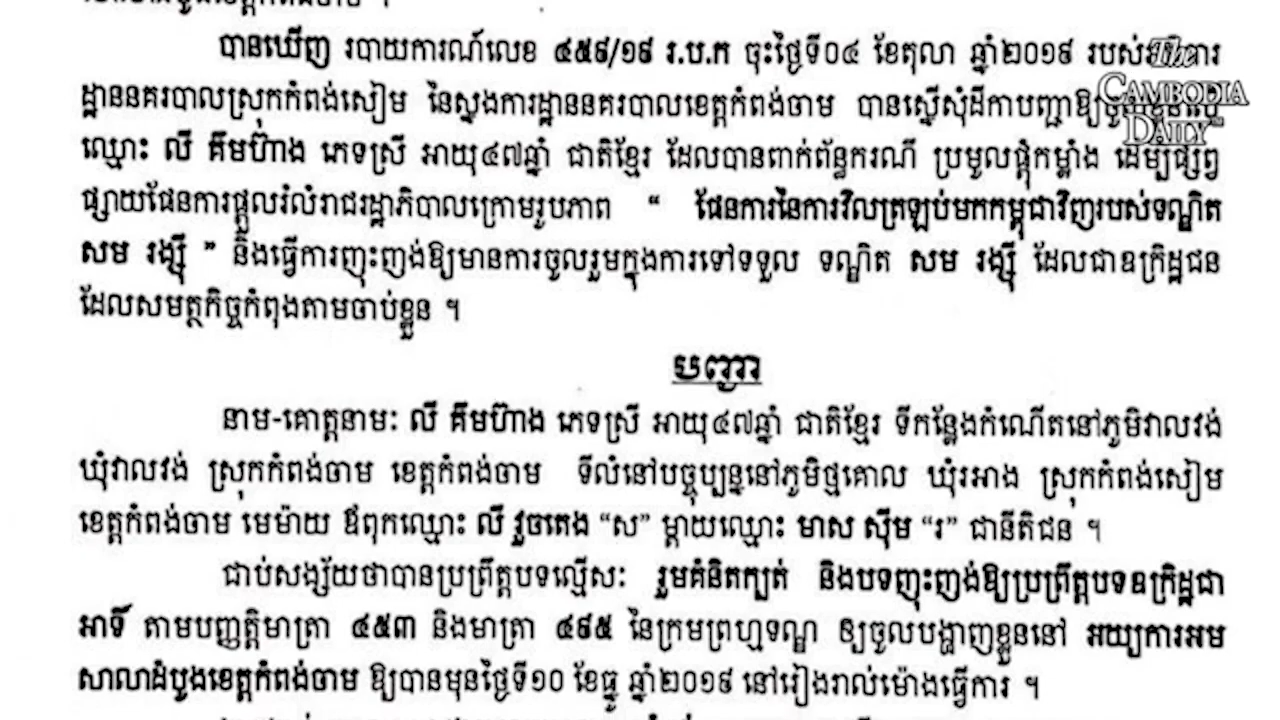 បានឃើញ របាយការណ៍លេខ ៤៥៩/១៩ រ.ប.ក ចុះថ្ងៃទី០៤ ខែតុលា ឆ្នាំ២០១៩ របស់
The
CAMBODIA
DAILY
ដ្ឋាននគរបាលស្រុកកំពង់សៀម នៃស្នងការដ្ឋាននគរបាលខេត្តកំពង់ចាម បានស្នើសុំដីកាបញ្ជាឱ្យ
ឈ្មោះ លី គីមហ៊ាង ភេទស្រី អាយុ៤៧ឆ្នាំ ជាតិខ្មែរ ដែលបានពាក់ព័ន្ធករណី ប្រមូលផ្តុំកម្លាំង ដើម្បីផ្សព្វ
ផ្សាយផែនការផ្តួលរំលំរាជរដ្ឋាភិបាលក្រោមរូបភាព “ ផែនការនៃការវិលត្រឡប់មកកម្ពុជាវិញរបស់ទណ្ឌិត
សម រង្ស៊ី ” និងធ្វើការញុះញង់ឱ្យមានការចូលរួមក្នុងការទៅទទួល ទណ្ឌិត សម រង្ស៊ី ដែលជាឧក្រិដ្ឋជន
ដែលសមត្ថកិច្ចកំពុងតាមចាប់ខ្លួន ។
បញ្ជា
នាម-គោត្តនាមៈ លី គីមហ៊ាង ភេទស្រី អាយុ៤៧ឆ្នាំ ជាតិខ្មែរ ទីកន្លែងកំណើតនៅភូមិវាលវង់
ឃុំវាលវង់ ស្រុកកំពង់ចាម ខេត្តកំពង់ចាម ទីលំនៅបច្ចុប្បន្ននៅភូមិថ្មគោល ឃុំរអាង ស្រុកកំពង់សៀម
ខេត្តកំពង់ចាម មេម៉ាយ ឪពុកឈ្មោះ លី វួចតេង “ស” ម្តាយឈ្មោះ មាស ស៊ីម “រ” ជានីតិជន ។
ជាប់សង្ស័យថាបានប្រព្រឹត្តបទល្មើសៈ រួមគំនិតក្បត់ និងបទញុះញង់ឱ្យប្រព្រឹត្តបទឧក្រិដ្ឋជា
អាទិ៍ តាមបញ្ញត្តិមាត្រា ៤៥៣ និងមាត្រា ៤៩៥ នៃក្រមព្រហ្មទណ្ឌ ឲ្យចូលបង្ហាញខ្លួននៅ អយ្យការអម
សាលាដំបូងខេត្តកំពង់ចាម ឱ្យបានមុនថ្ងៃទី១០ ខែធ្នូ ឆ្នាំ២០១៩ នៅរៀងរាល់ម៉ោងធ្វើការ ។